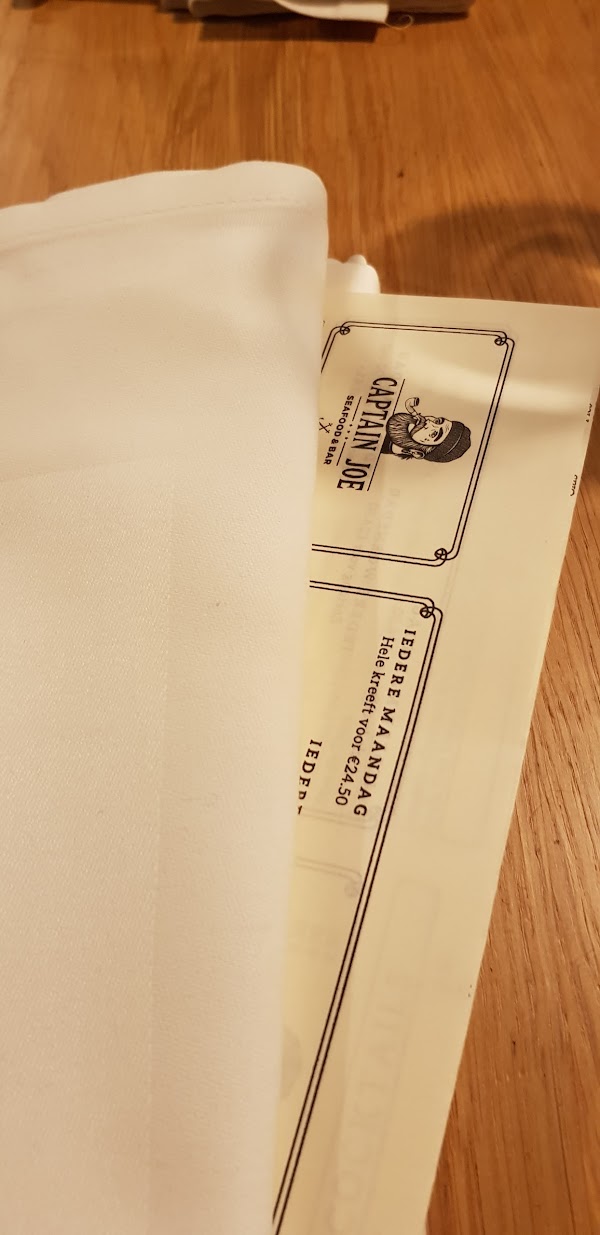 CAPTAIN JOE
SEAFOOD & BAR
IEDERE MAANDAG
Hele kreeft voor €24.50